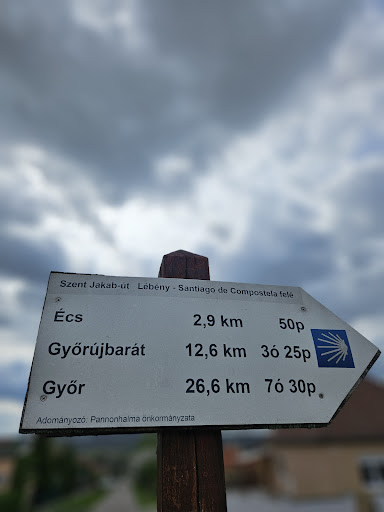 Szent Jakab-ut Lébény - Santiago de Compostela felé
Écs 2,9 km 50p
Győrújbarát 12,6 km 3ó 25p
Győr 26,6 km 7ó 30p
Adományozó: Pannonhalma önkormányzata